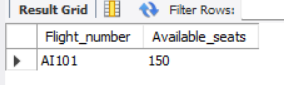 Result Grid Filter Rows:
Flight_number Available_seats
AI101 150